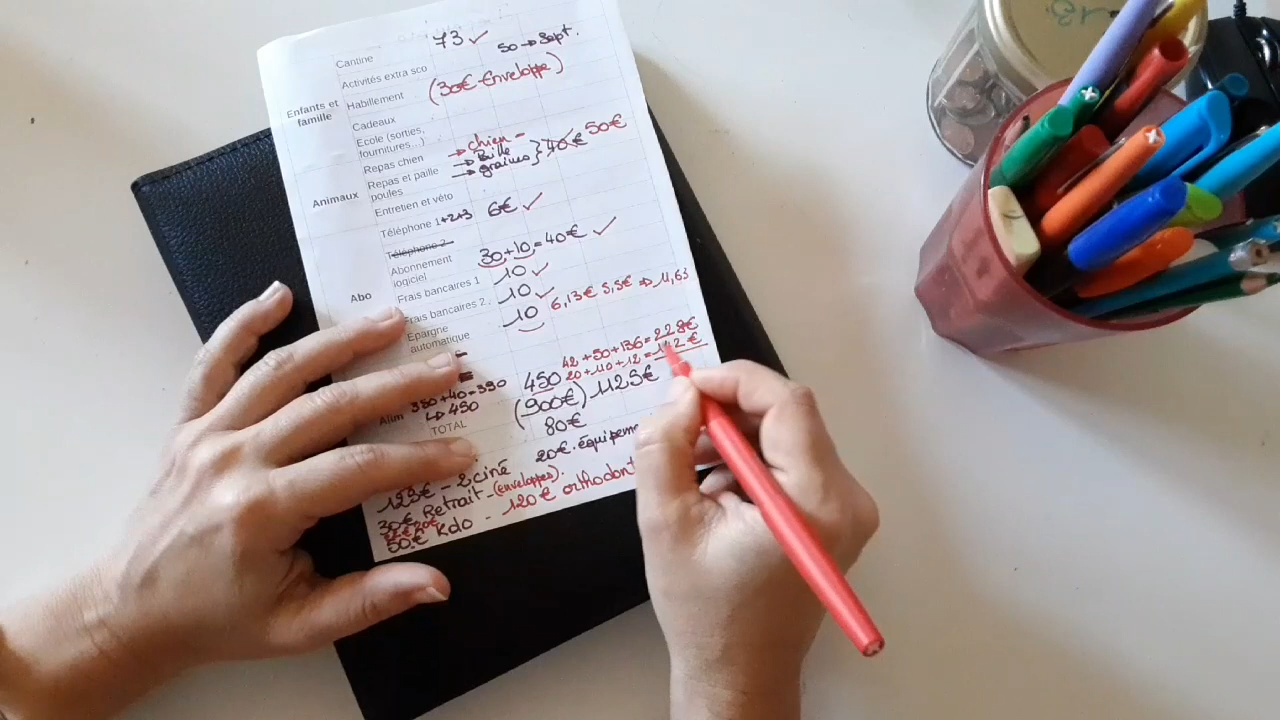 Cantine 73 ✓
Activités extra sco 50 → Sept.
Enfants et famille
Habillement (30€ Enveloppe)
Cadeaux
Ecole (sorties, fournitures...)
Repas chien → chien -
Animaux
Repas et paille poules → Paille → graines } 40€ 50€
Entretien et véto
Téléphone 1+2+3 6€ ✓
Téléphone 2
Abonnement logiciel 30+10=40€ ✓
Abo
Frais bancaires 1 10 ✓
Frais bancaires 2 10 ✓
Epargne automatique 10 6,13€ 5,5€ ⇒ 11,63
42 + 50 + 136 = 228€
20 + 110 + 12 = 142€
Alim 350+40=390 450
↳ 450 (900€) 1125€
TOTAL 80€
20€ équipeme
123€ - 2 ciné
30€ Retrait - (enveloppes).
50€ Kdo - 120€ orthodont